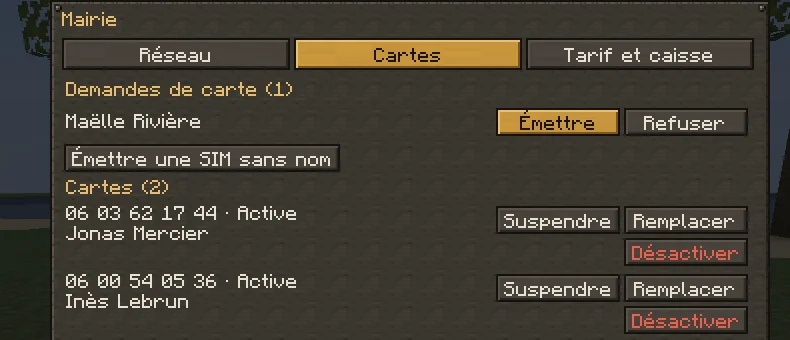 Mairie
Réseau Cartes Tarif et caisse
Demandes de carte (1)
Maëlle Rivière Émettre Refuser
Émettre une SIM sans nom
Cartes (2)
06 03 62 17 44 · Active Suspendre Remplacer
Jonas Mercier
Désactiver
06 00 54 05 36 · Active Suspendre Remplacer
Inès Lebrun
Désactiver